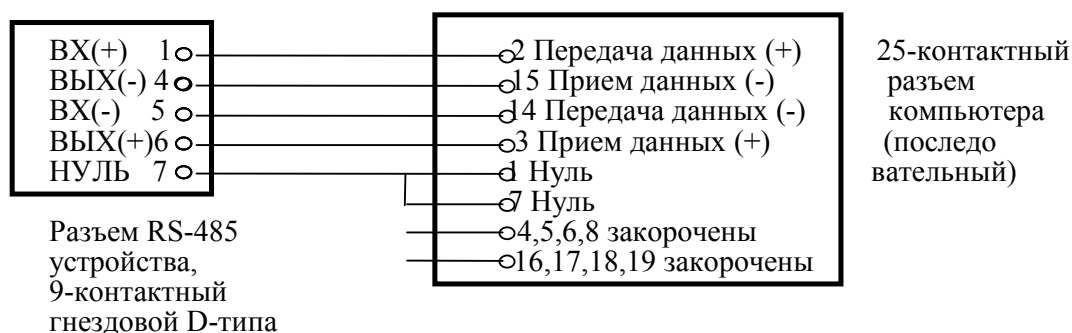 ВХ(+) 1 2 Передача данных (+) 25-контактный
ВЫХ(-) 4 15 Прием данных (-) разъем
ВХ(-) 5 14 Передача данных (-) компьютера
ВЫХ(+)6 3 Прием данных (+) (последо
НУЛЬ 7 1 Нуль вательный)
7 Нуль
Разъем RS-485 4,5,6,8 закорочены
устройства, 16,17,18,19 закорочены
9-контактный
гнездовой D-типа